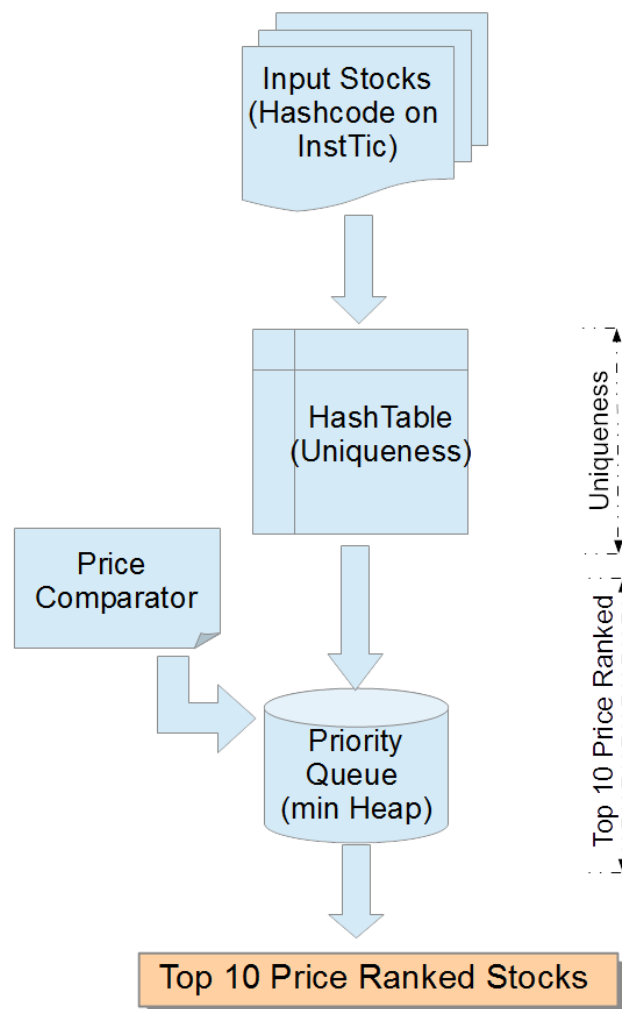 Input Stocks
(Hashcode on
InstTic)
HashTable
(Uniqueness)
Uniqueness
Price
Comparator
Priority
Queue
(min Heap)
Top 10 Price Ranked
Top 10 Price Ranked Stocks